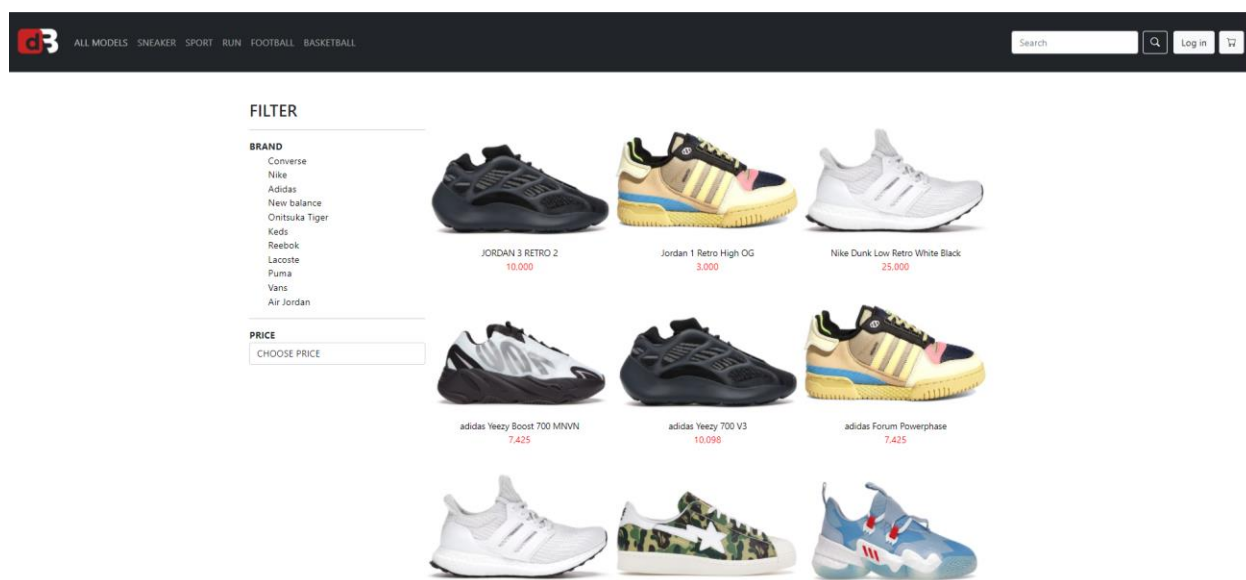 d3
ALL MODELS SNEAKER SPORT RUN FOOTBALL BASKETBALL
Search
Log in
FILTER
BRAND
Converse
Nike
Adidas
New balance
Onitsuka Tiger
Keds
Reebok
Lacoste
Puma
Vans
Air Jordan
PRICE
CHOOSE PRICE
JORDAN 3 RETRO 2
10,000
Jordan 1 Retro High OG
3,000
Nike Dunk Low Retro White Black
25,000
adidas Yeezy Boost 700 MNVN
7,425
adidas Yeezy 700 V3
10,098
adidas Forum Powerphase
7,425